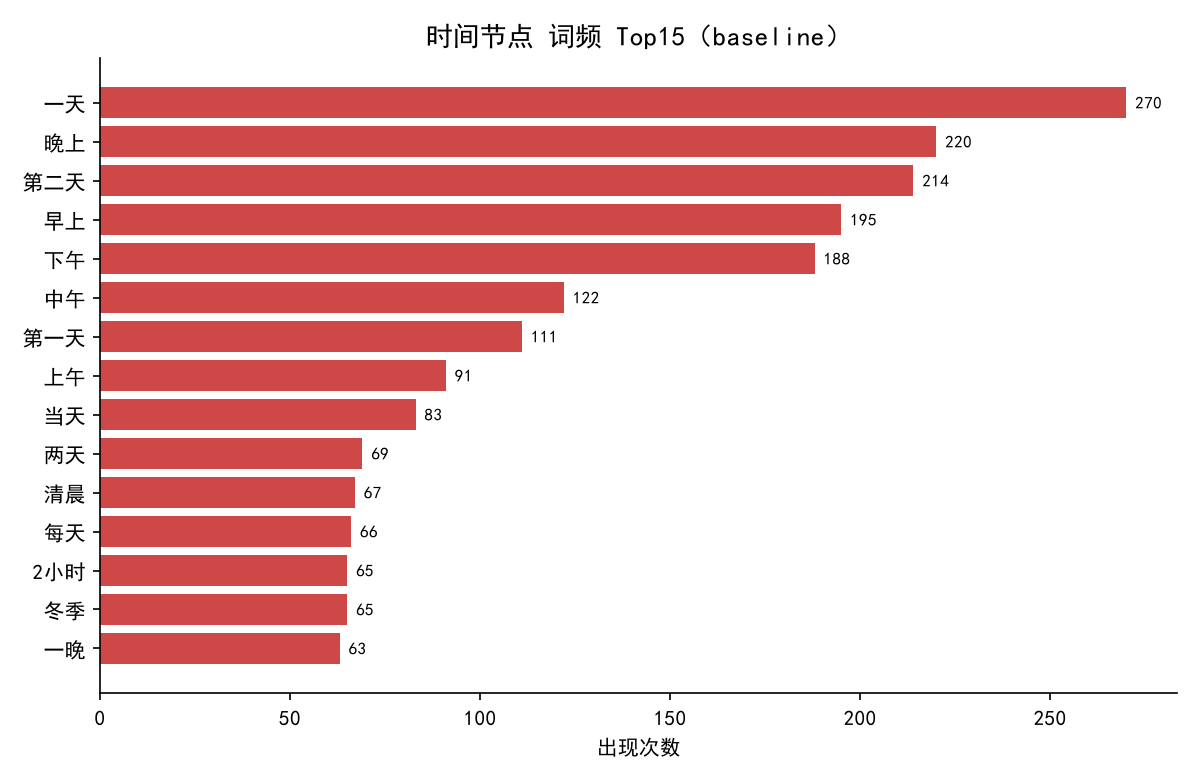 时间节点 词频 Top15（baseline）
一天 270
晚上 220
第二天 214
早上 195
下午 188
中午 122
第一天 111
上午 91
当天 83
两天 69
清晨 67
每天 66
2小时 65
冬季 65
一晚 63
0 50 100 150 200 250
出现次数